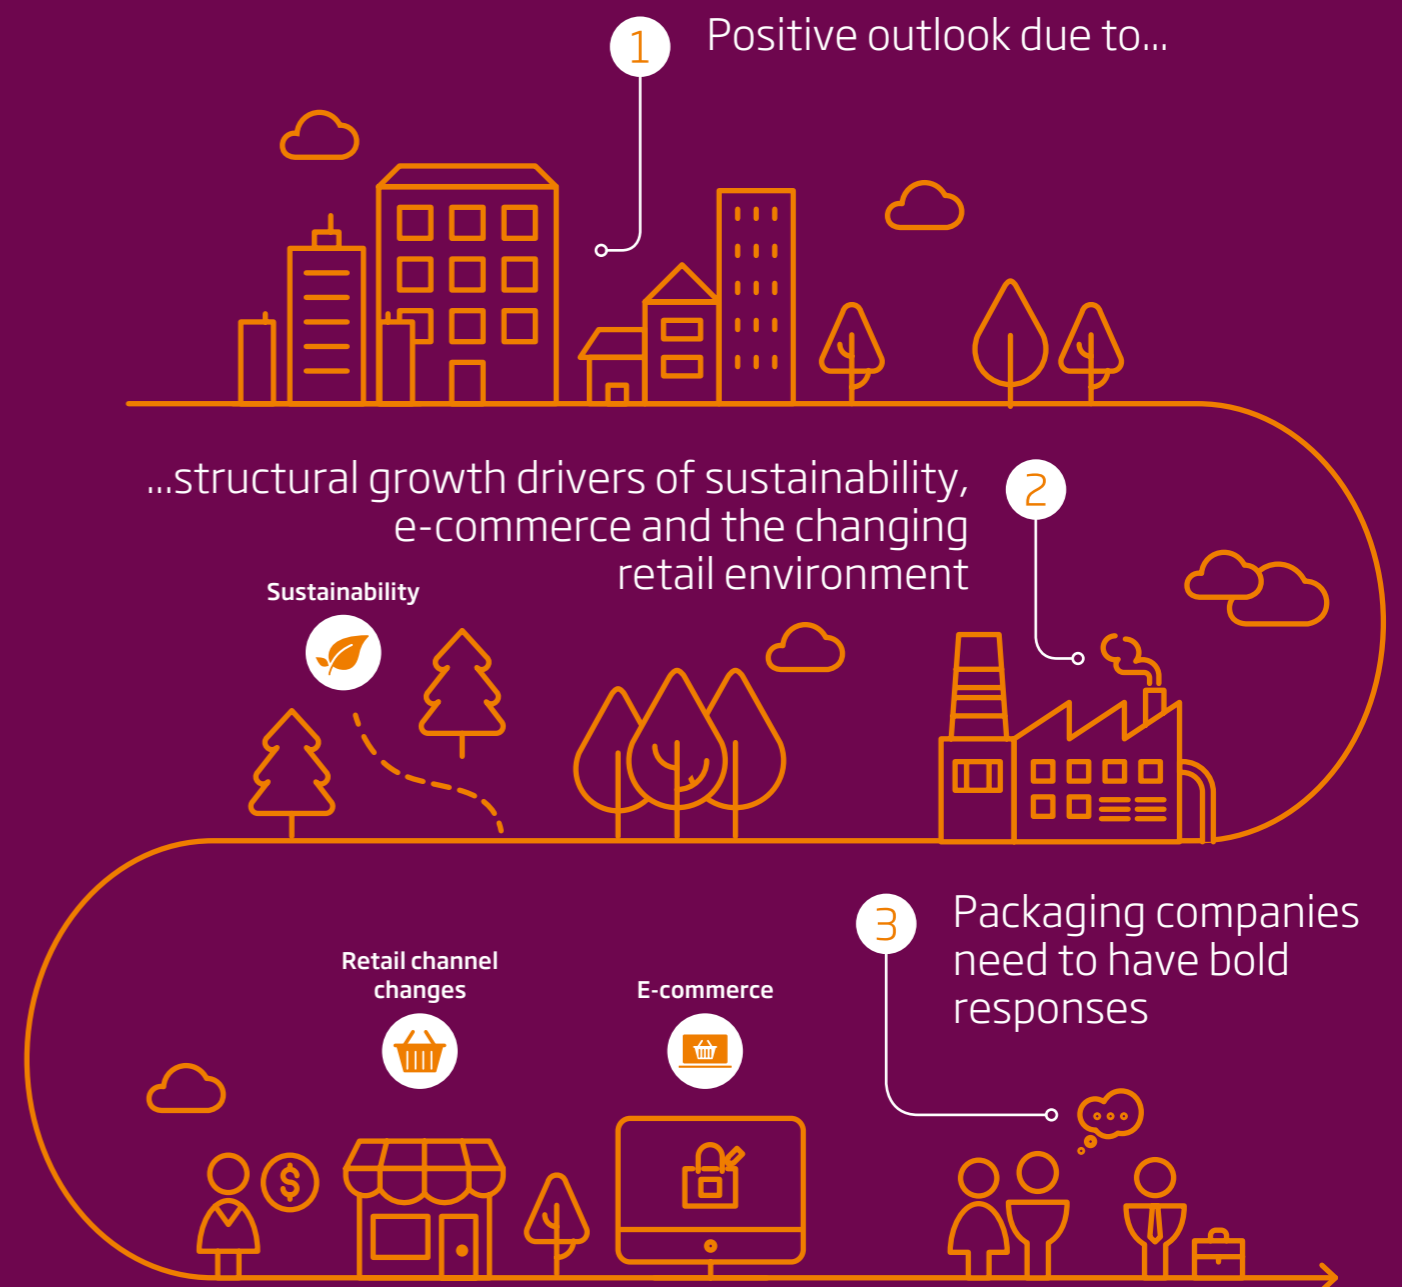 1
Positive outlook due to...
...structural growth drivers of sustainability,
e-commerce and the changing
retail environment
2
Sustainability
3
Packaging companies
need to have bold
responses
Retail channel
changes
E-commerce
$